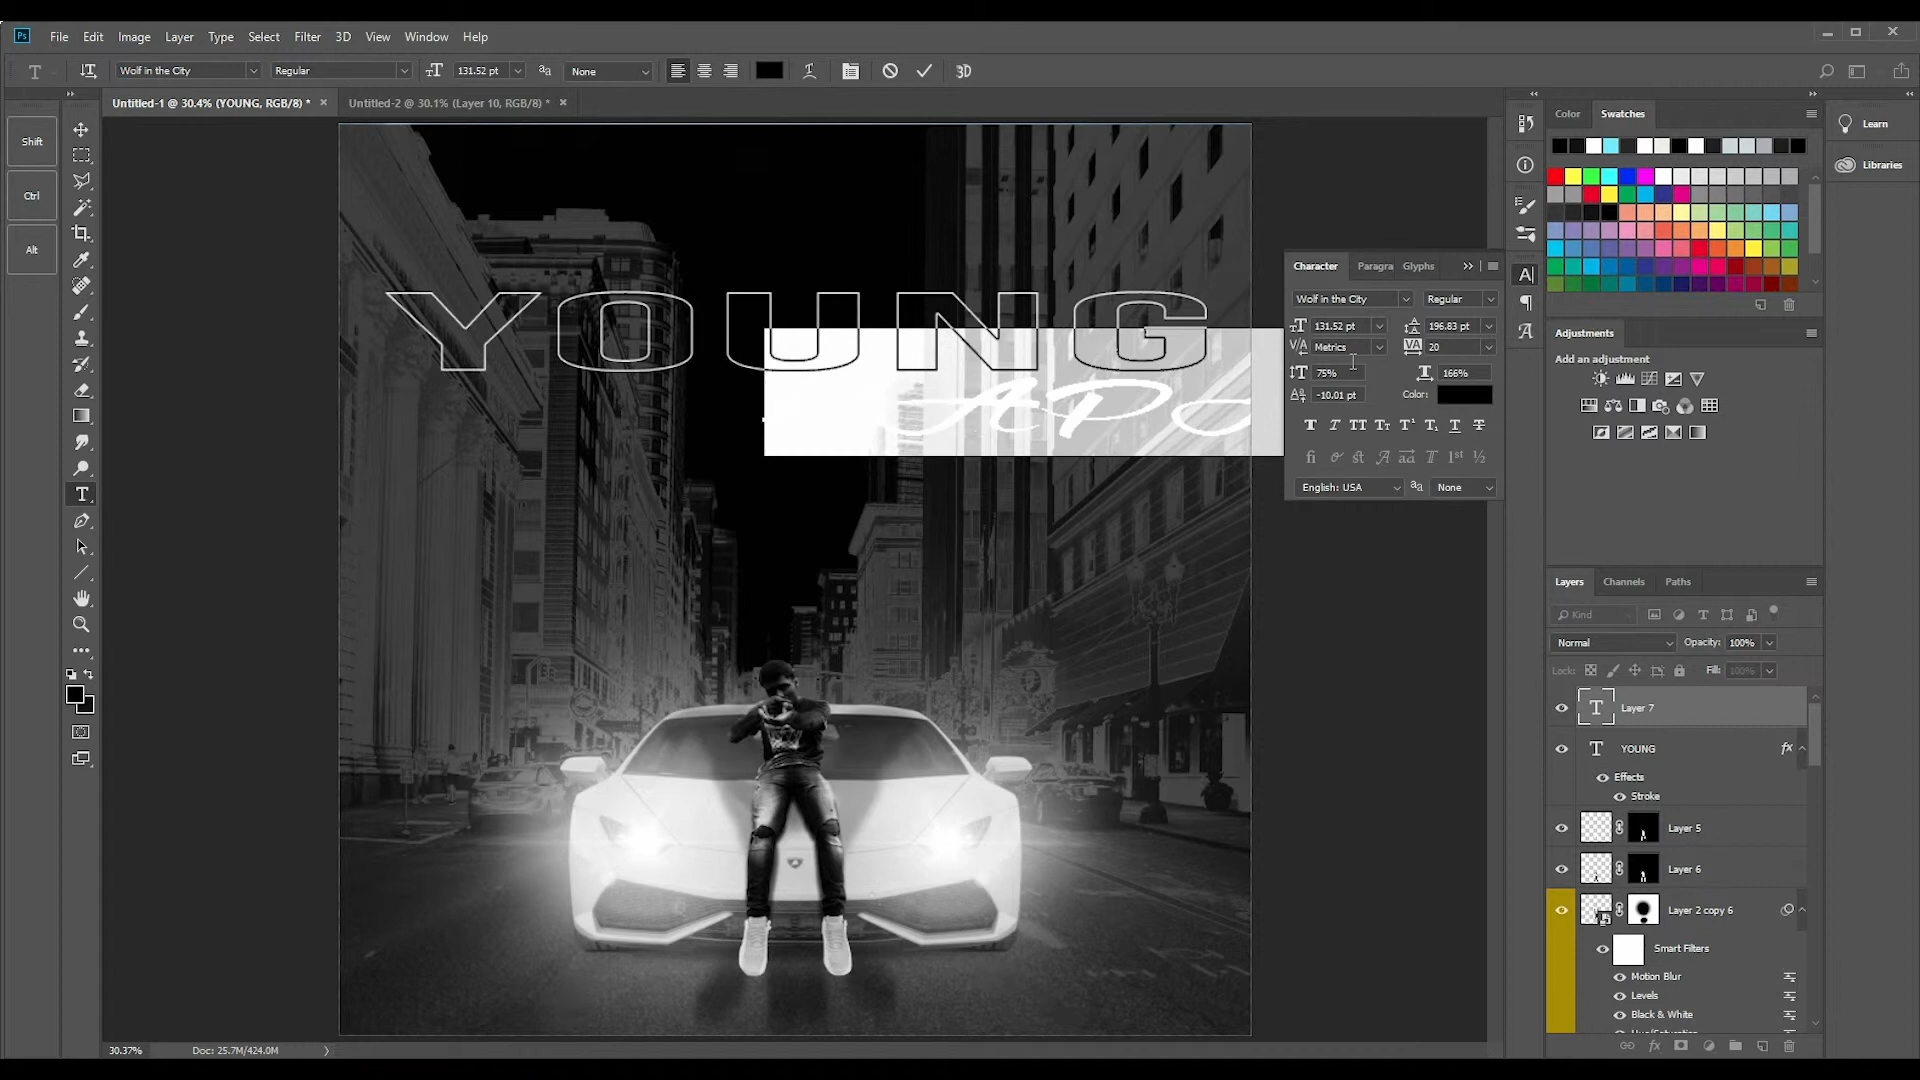 Ps File Edit Image Layer Type Select Filter 3D View Window Help
T Wolf in the City Regular 131.52 pt None 3D
Untitled-1 @ 30.4% (YOUNG, RGB/8) * × Untitled-2 @ 30.1% (Layer 10, RGB/8) * ×
Shift
Ctrl
Alt
YOUNG
Color Swatches
Learn
Libraries
Character Paragra Glyphs
Wolf in the City Regular
131.52 pt 196.83 pt
Metrics 20
75% 166%
-10.01 pt Color:
English: USA None
Adjustments
Add an adjustment
Layers Channels Paths
Kind
Normal Opacity: 100%
Lock: Fill: 100%
Layer 7
YOUNG fx
Effects
Stroke
Layer 5
Layer 6
Layer 2 copy 6
Smart Filters
Motion Blur
Levels
Black & White
Hue/Saturation
30.37% Doc: 25.7M/424.0M